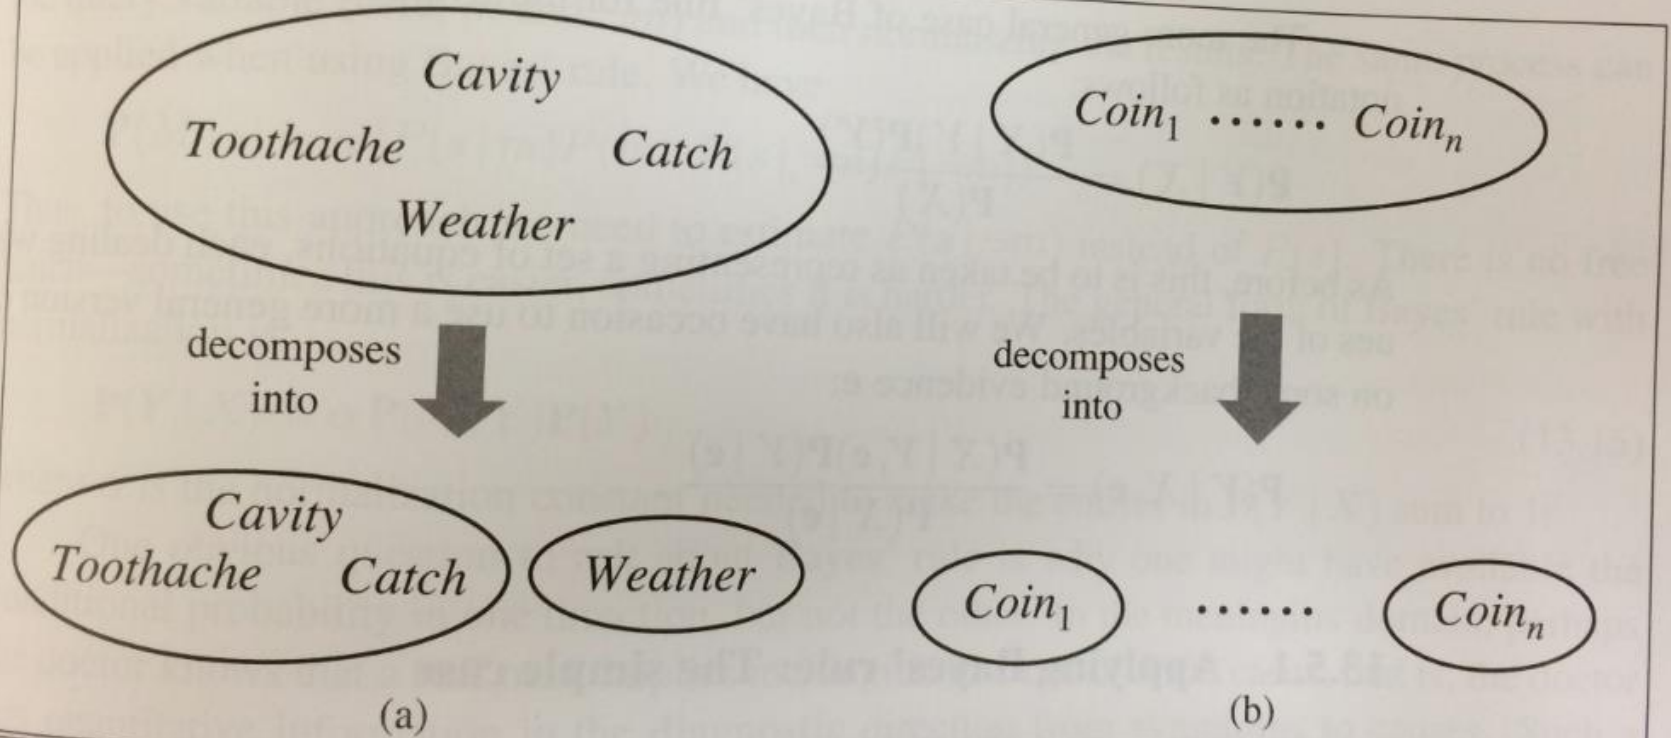 Cavity
Toothache Catch
Weather
decomposes
into
Cavity
Toothache Catch
Weather
(a)
Coin₁ ...... Coinₙ
decomposes
into
Coin₁ ...... Coinₙ
(b)